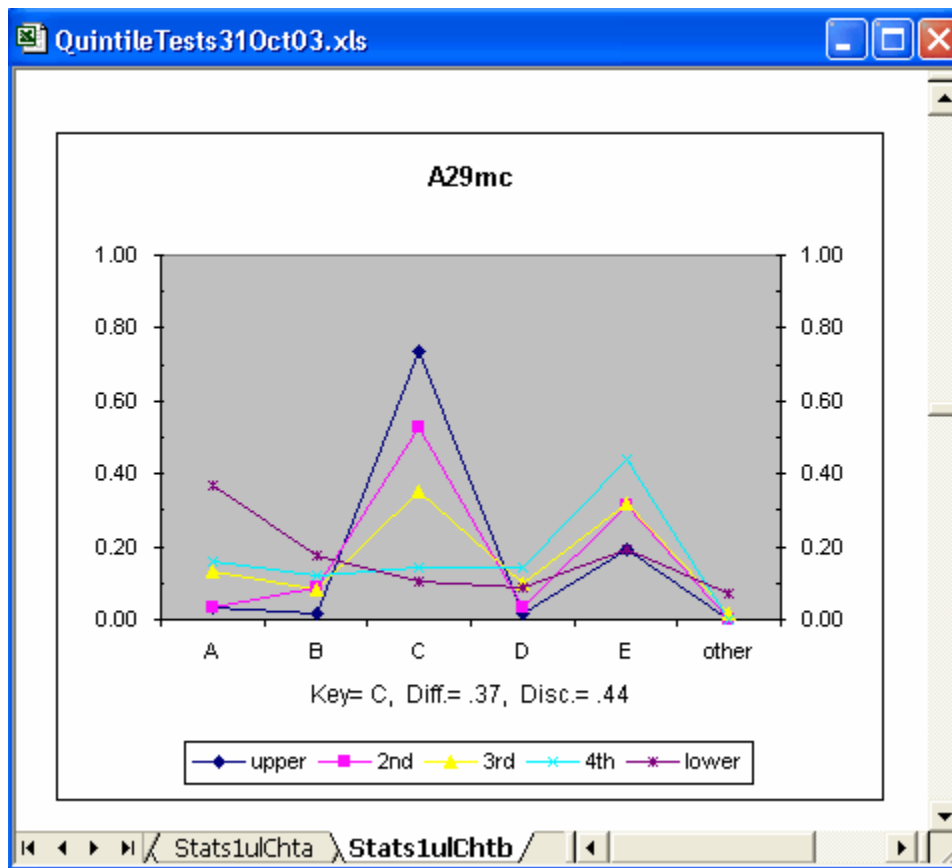 QuintileTests31Oct03.xls
A29mc
1.00 1.00
0.80 0.80
0.60 0.60
0.40 0.40
0.20 0.20
0.00 0.00
A B C D E other
Key= C, Diff.= .37, Disc.= .44
upper 2nd 3rd 4th lower
Stats1ulChta Stats1ulChtb